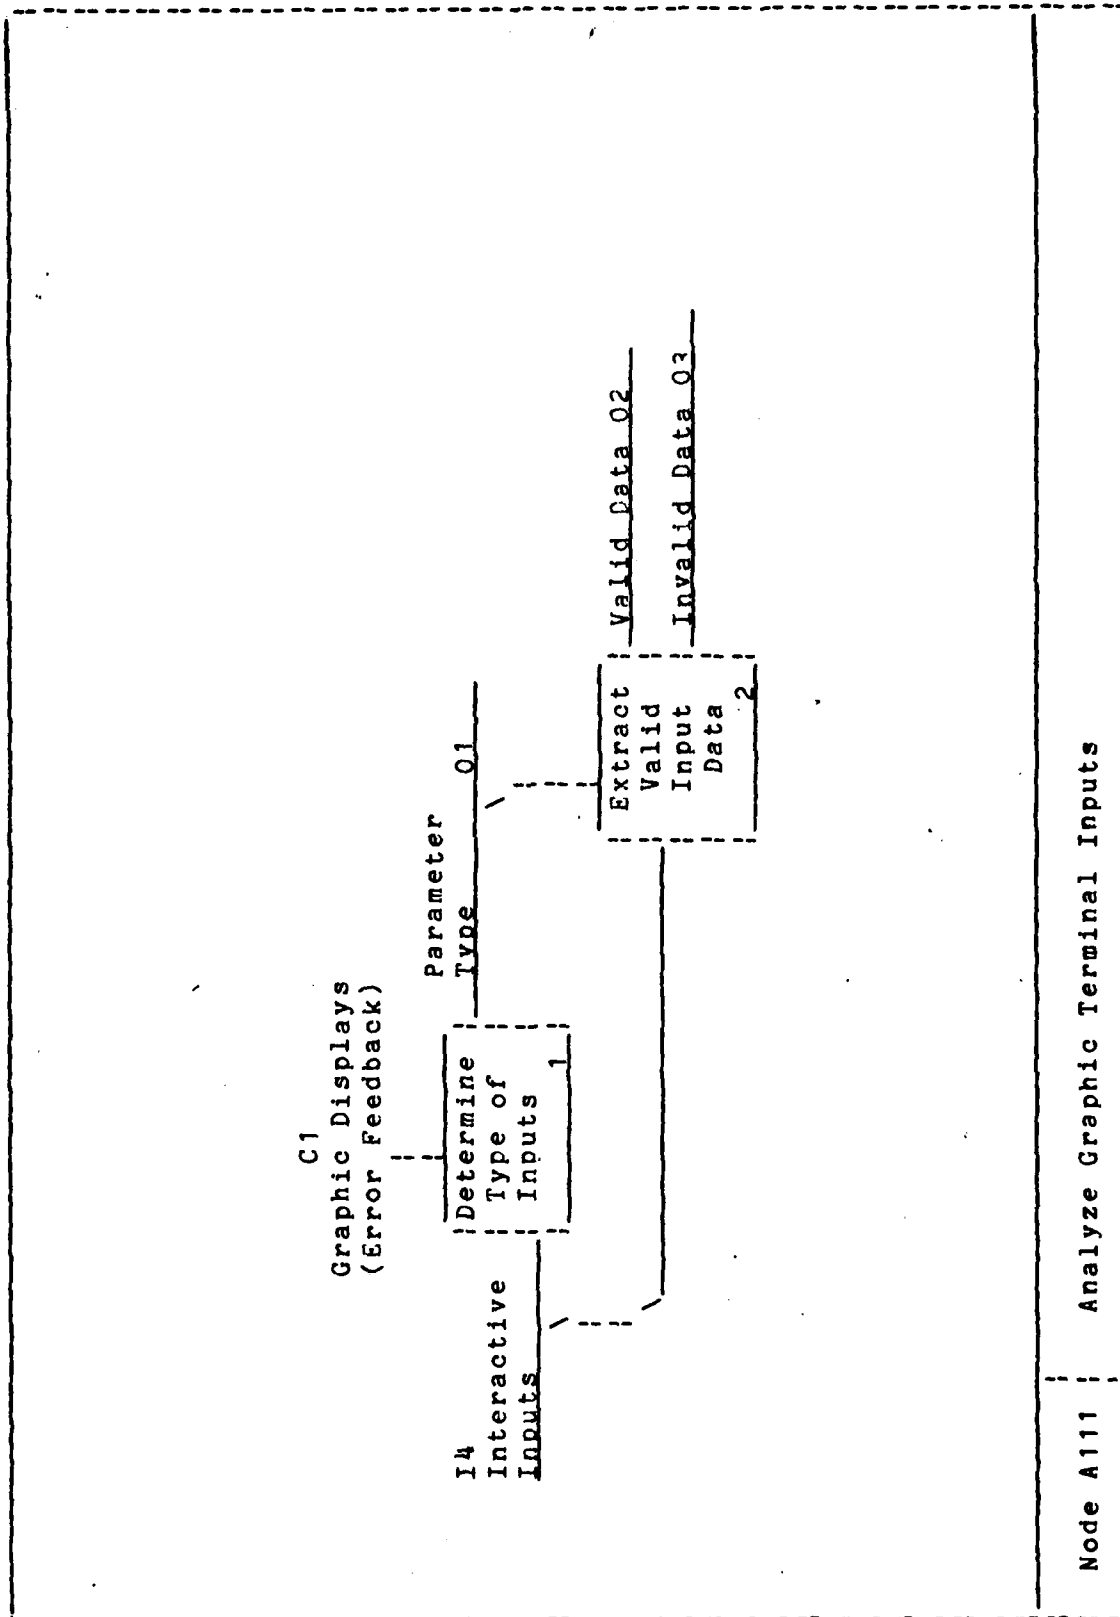 C1
Graphic Displays
(Error Feedback)
I4
Interactive
Inputs
Determine
Type of
Inputs
1
Parameter
Type O1
Extract
Valid
Input
Data
2
Valid Data O2
Invalid Data O3
Node A111
Analyze Graphic Terminal Inputs